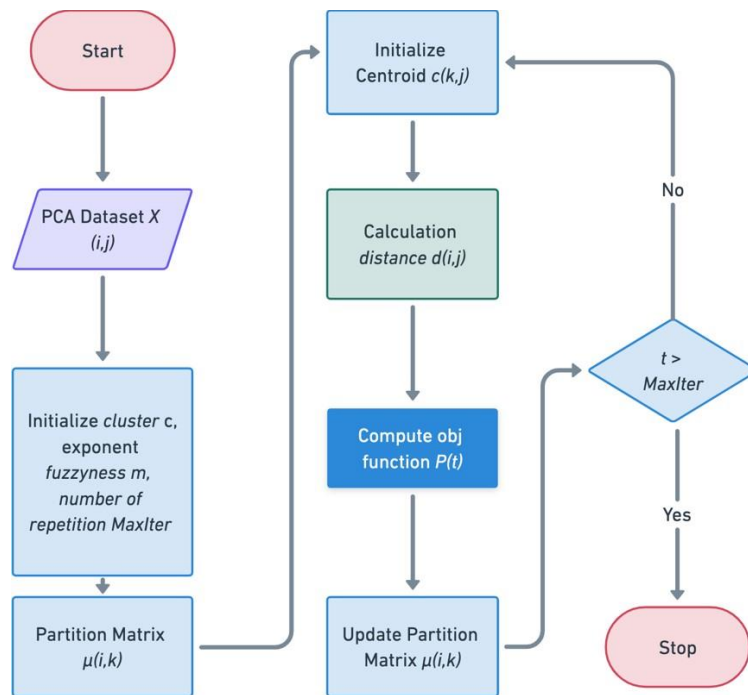 Start
PCA Dataset X
(i,j)
Initialize cluster c,
exponent
fuzzyness m,
number of
repetition MaxIter
Partition Matrix
μ(i,k)
Initialize
Centroid c(k,j)
Calculation
distance d(i,j)
Compute obj
function P(t)
Update Partition
Matrix μ(i,k)
t >
MaxIter
No
Yes
Stop